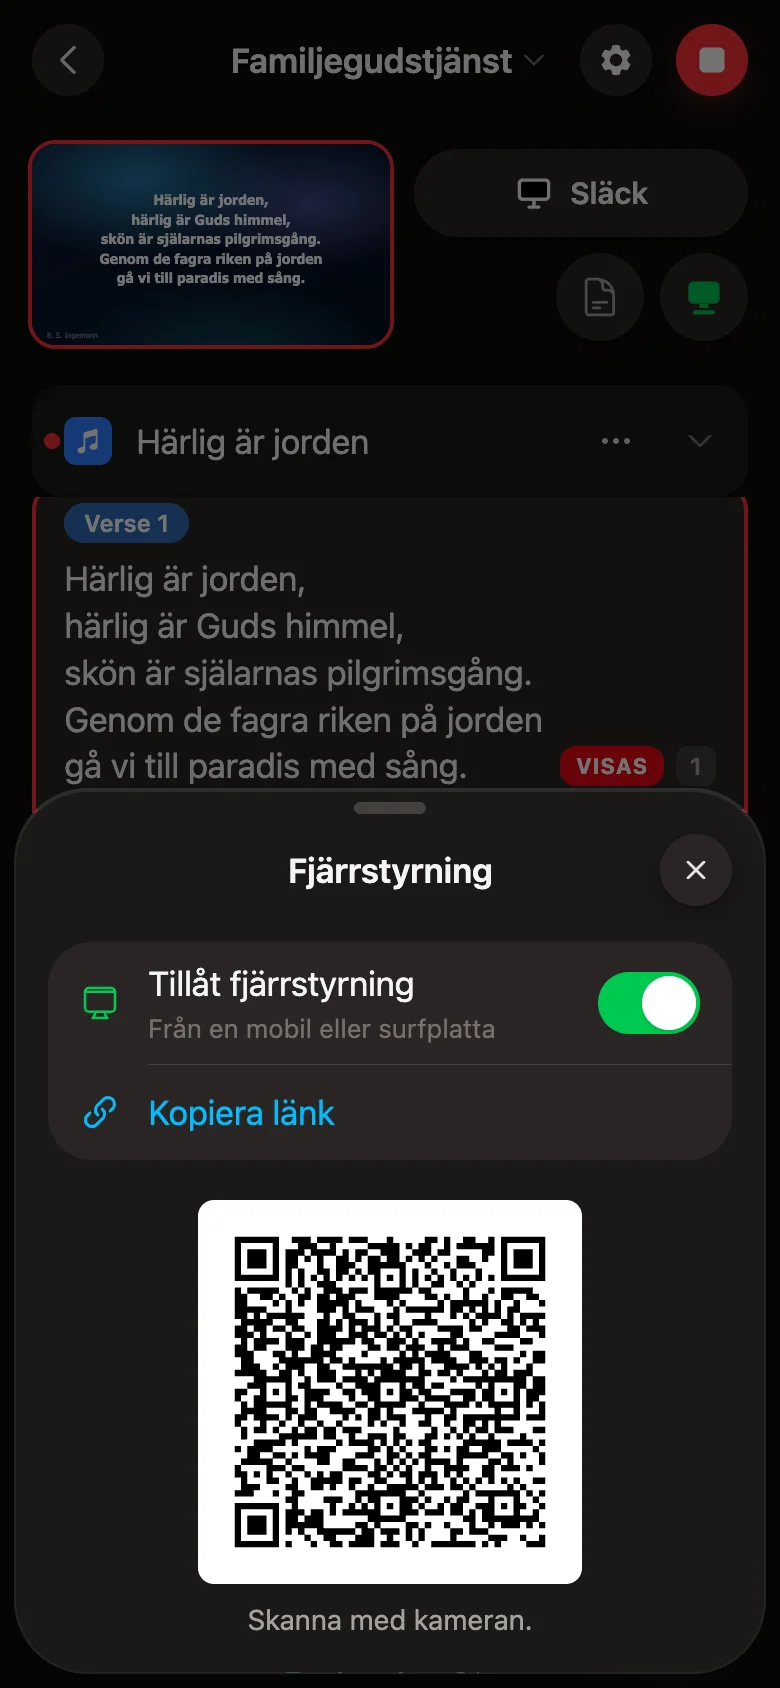 Familjegudstjänst
Härlig är jorden,
härlig är Guds himmel,
skön är själarnas pilgrimsgång.
Genom de fagra riken på jorden
gå vi till paradis med sång.
B. S. Ingemann
Släck
Härlig är jorden
Verse 1
Härlig är jorden,
härlig är Guds himmel,
skön är själarnas pilgrimsgång.
Genom de fagra riken på jorden
gå vi till paradis med sång.
VISAS 1
Fjärrstyrning
Tillåt fjärrstyrning
Från en mobil eller surfplatta
Kopiera länk
Skanna med kameran.